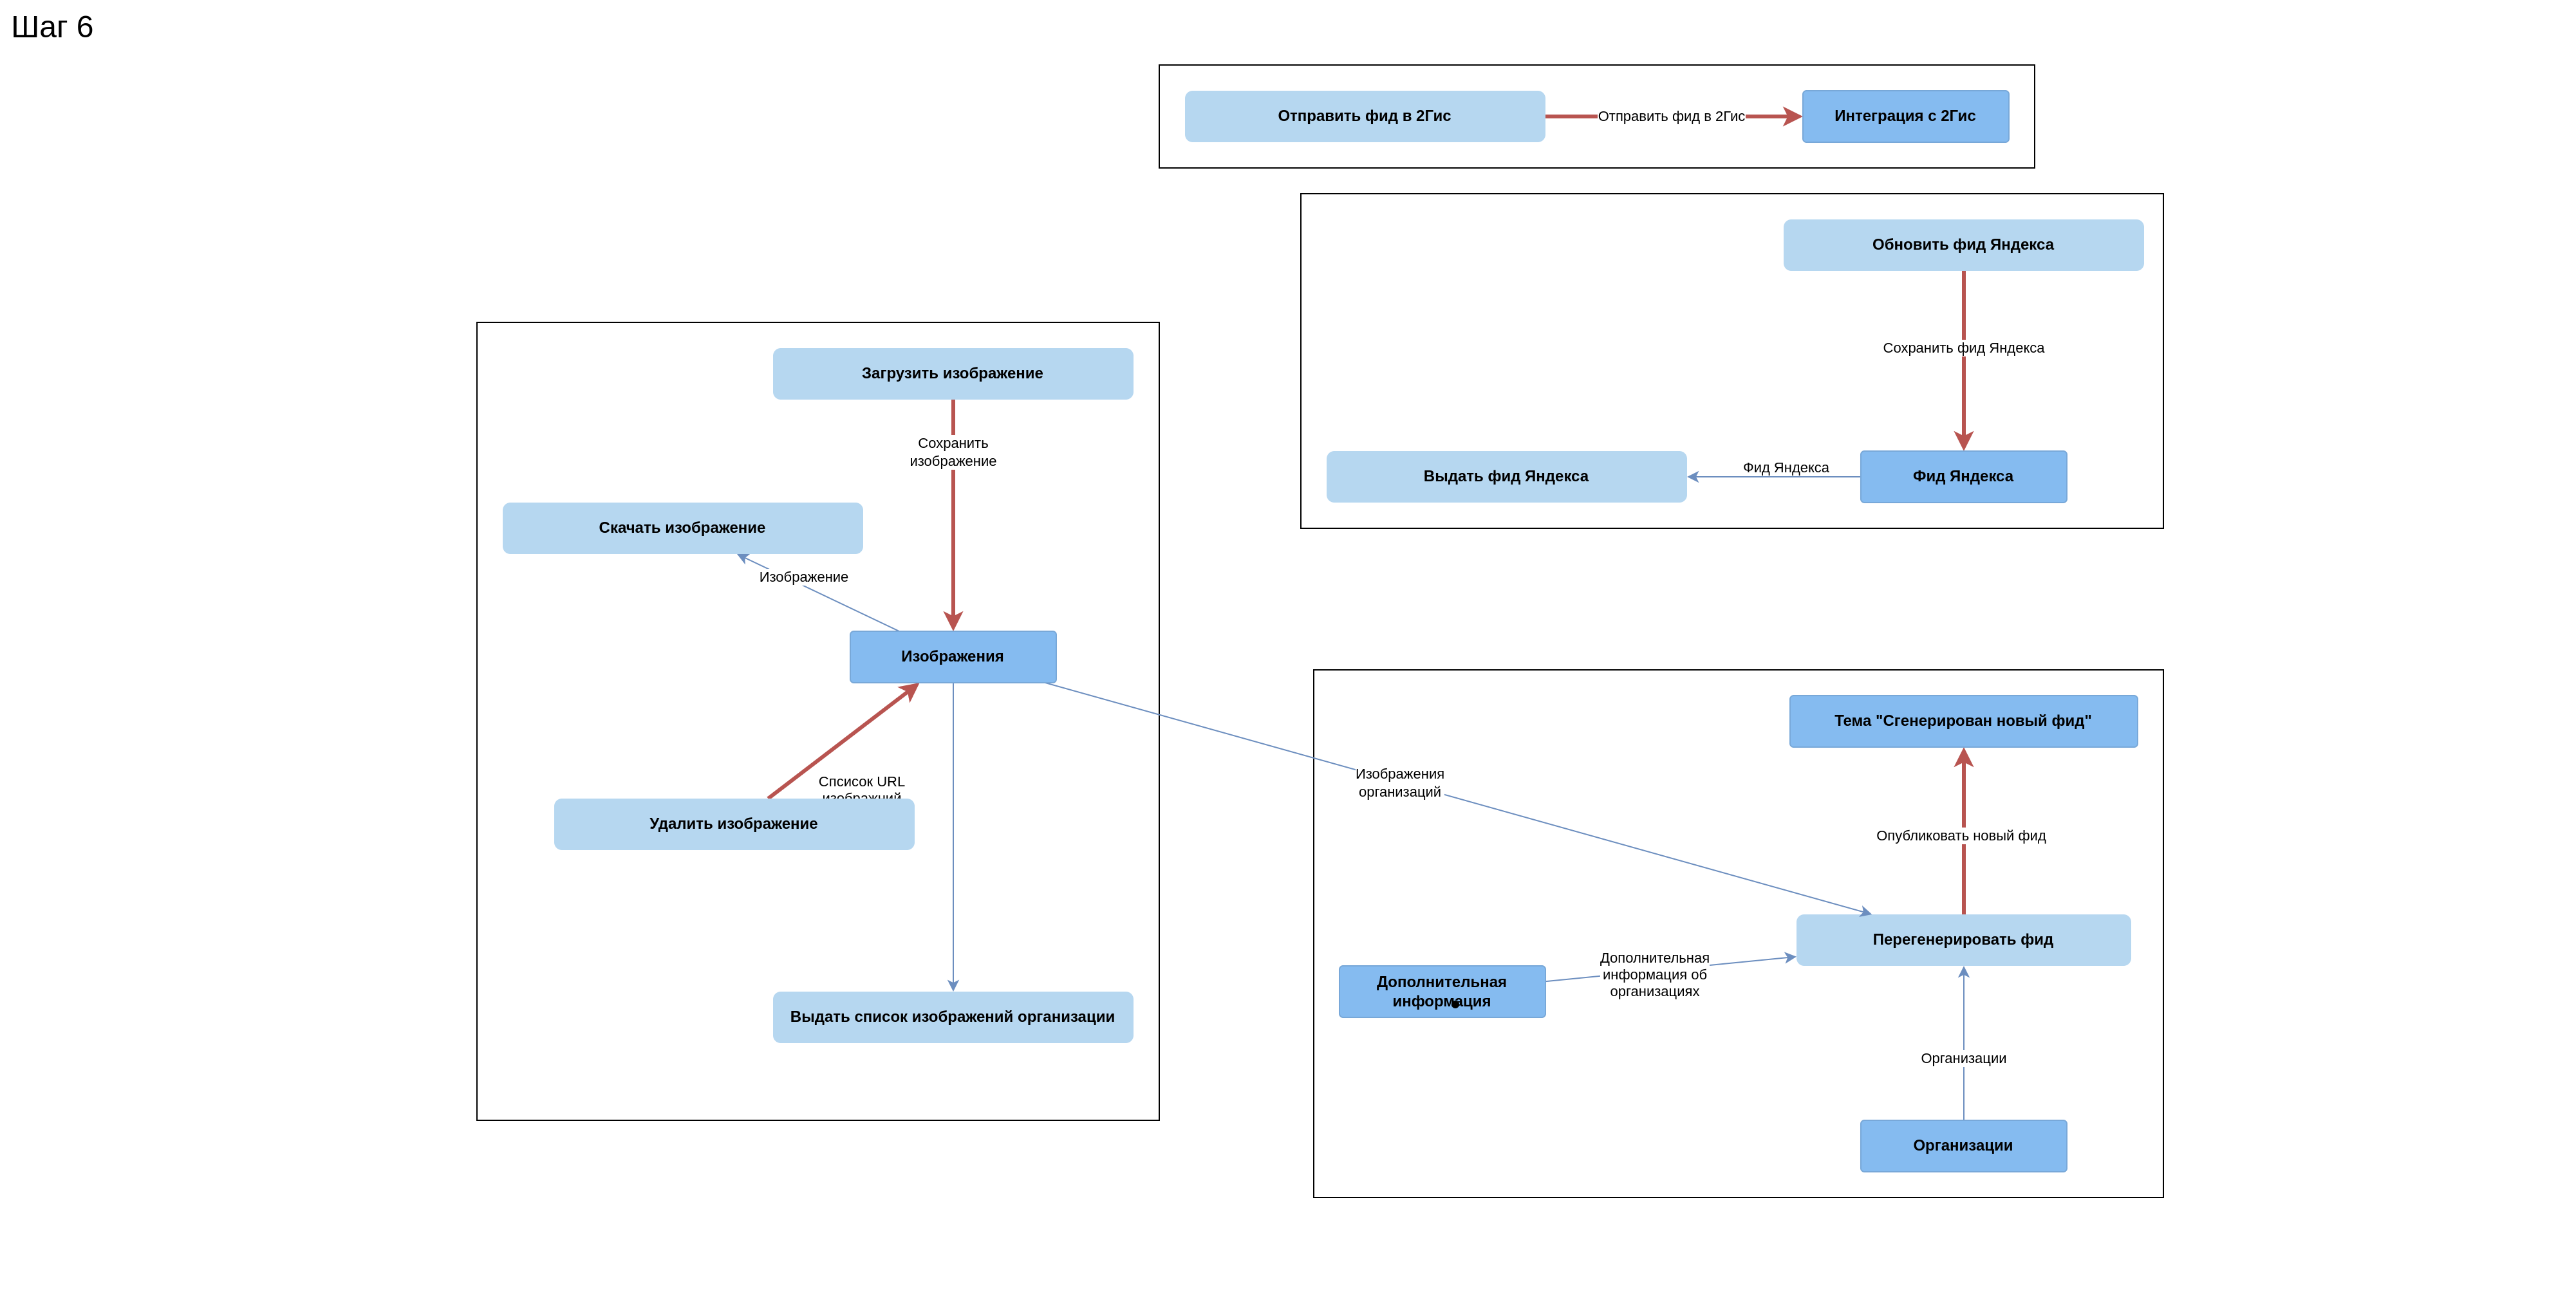 Шаг 6
Отправить фид в 2Гис
Отправить фид в 2Гис
Интеграция с 2Гис
Обновить фид Яндекса
Сохранить фид Яндекса
Выдать фид Яндекса
Фид Яндекса
Фид Яндекса
Загрузить изображение
Сохранить
изображение
Скачать изображение
Изображение
Изображения
Спсисок URL
изображний
Удалить изображение
Выдать список изображений организации
Изображения
организаций
Тема "Сгенерирован новый фид"
Опубликовать новый фид
Перегенерировать фид
Дополнительная
информация
Дополнительная
информация об
организациях
Организации
Организации